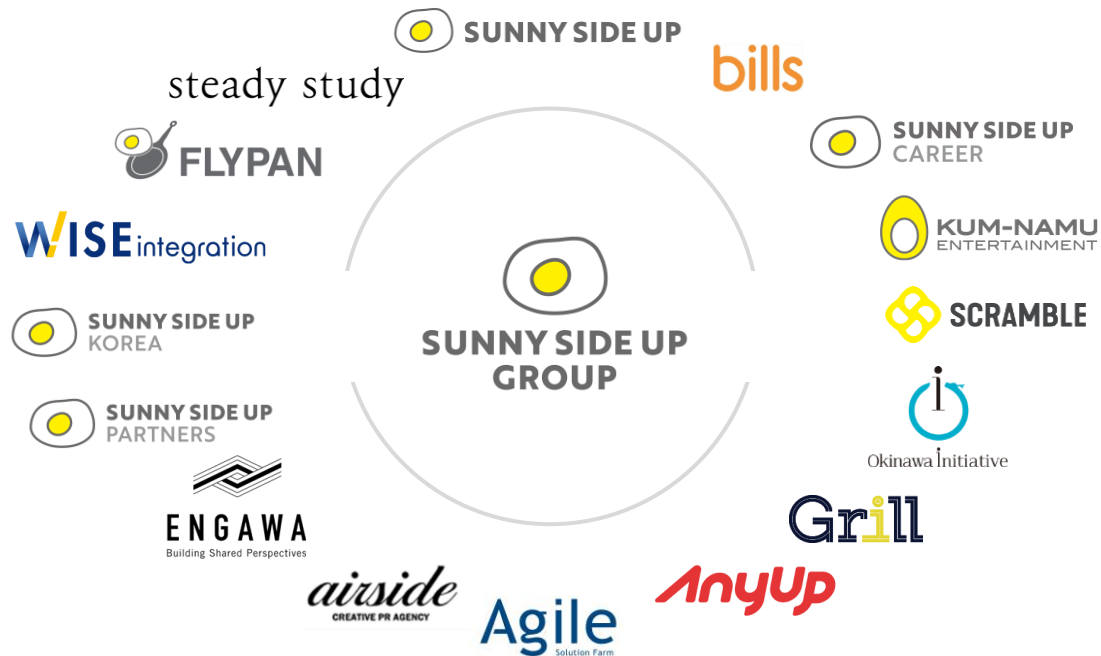 SUNNY SIDE UP
bills
steady study
SUNNY SIDE UP
CAREER
FLYPAN
KUM-NAMU
ENTERTAINMENT
WISE integration
SCRAMBLE
SUNNY SIDE UP
KOREA
SUNNY SIDE UP
GROUP
i
Okinawa initiative
SUNNY SIDE UP
PARTNERS
ENGAWA
Building Shared Perspectives
Grill
airside
CREATIVE PR AGENCY
AnyUp
Agile
Solution Farm